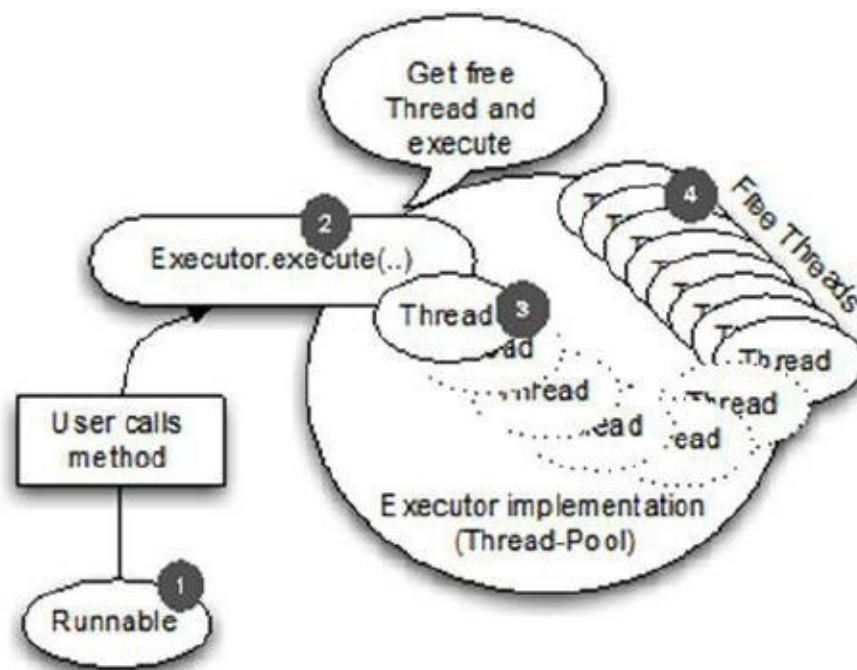 Get free
Thread and
execute
2
Executor.execute(..)
4
Free Threads
Thread
3
Thread
Thread
Thread
User calls
method
Executor implementation
(Thread-Pool)
1
Runnable